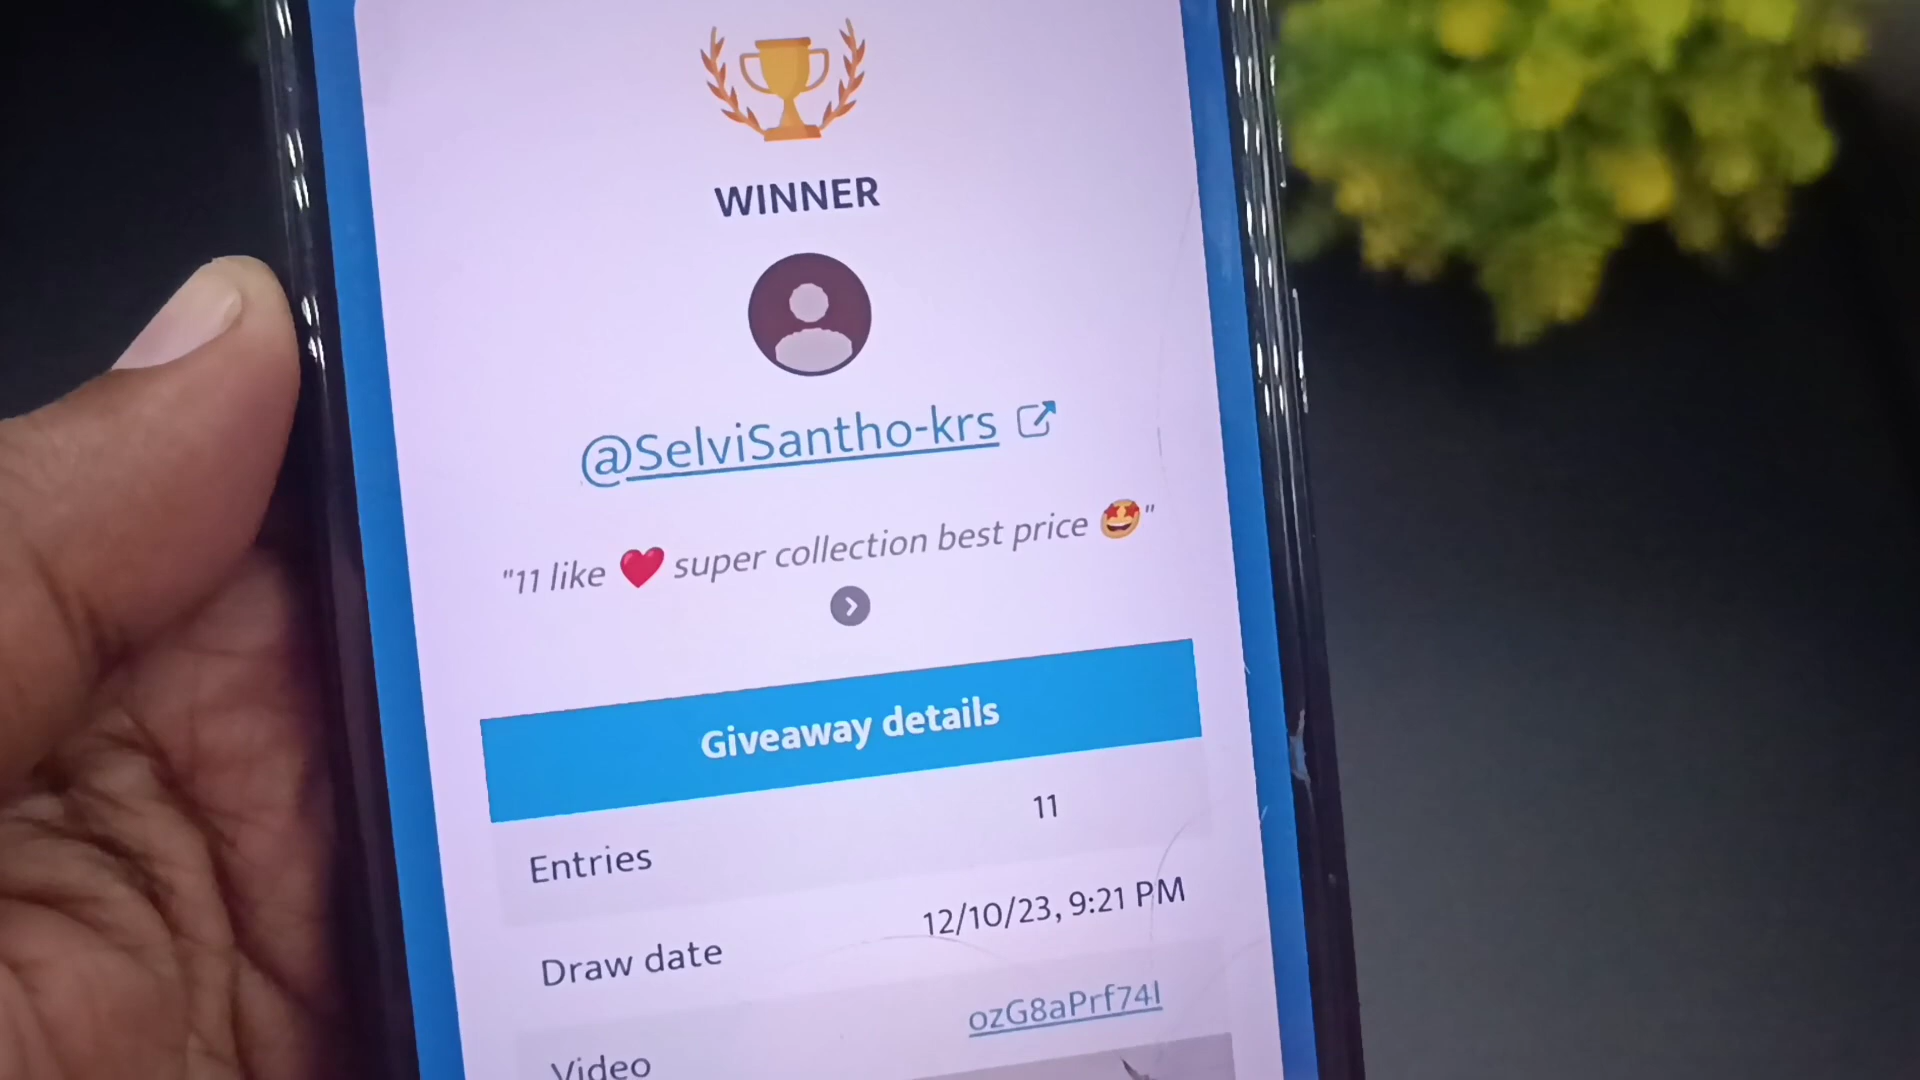 WINNER
@SelviSantho-krs
"11 like ❤️ super collection best price 🤩"
Giveaway details
Entries 11
Draw date 12/10/23, 9:21 PM
Video ozG8aPrf74I